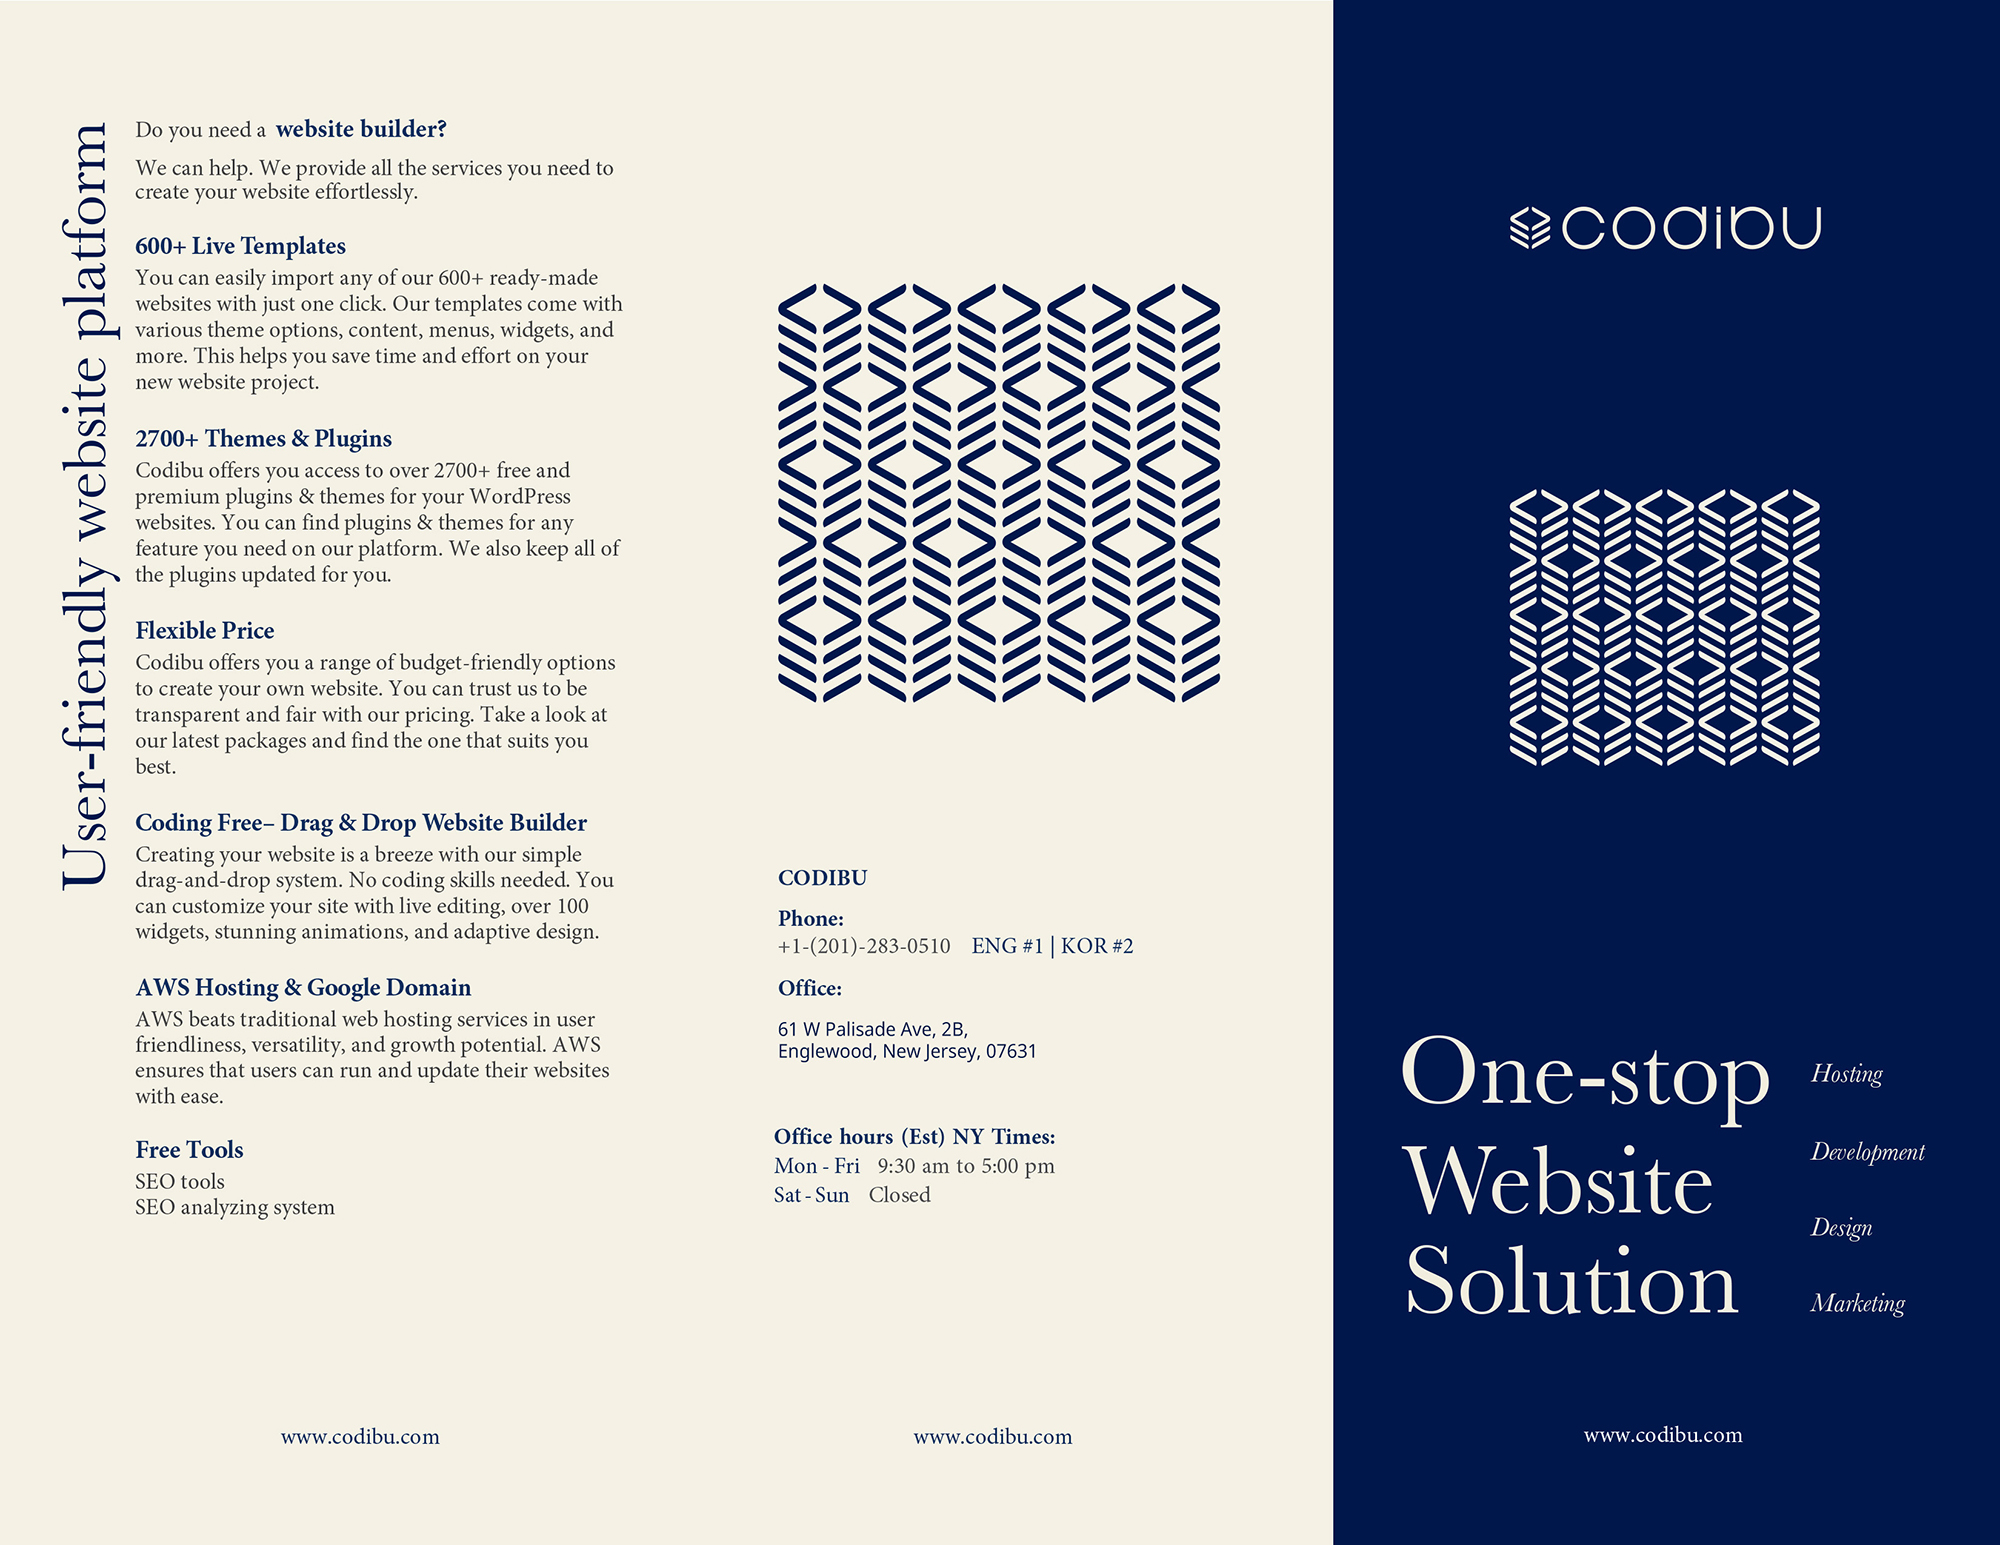 User-friendly website platform
Do you need a website builder?
We can help. We provide all the services you need to
create your website effortlessly.
600+ Live Templates
You can easily import any of our 600+ ready-made
websites with just one click. Our templates come with
various theme options, content, menus, widgets, and
more. This helps you save time and effort on your
new website project.
2700+ Themes & Plugins
Codibu offers you access to over 2700+ free and
premium plugins & themes for your WordPress
websites. You can find plugins & themes for any
feature you need on our platform. We also keep all of
the plugins updated for you.
Flexible Price
Codibu offers you a range of budget-friendly options
to create your own website. You can trust us to be
transparent and fair with our pricing. Take a look at
our latest packages and find the one that suits you
best.
Coding Free– Drag & Drop Website Builder
Creating your website is a breeze with our simple
drag-and-drop system. No coding skills needed. You
can customize your site with live editing, over 100
widgets, stunning animations, and adaptive design.
AWS Hosting & Google Domain
AWS beats traditional web hosting services in user
friendliness, versatility, and growth potential. AWS
ensures that users can run and update their websites
with ease.
Free Tools
SEO tools
SEO analyzing system
www.codibu.com
CODIBU
Phone:
+1-(201)-283-0510 ENG #1 | KOR #2
Office:
61 W Palisade Ave, 2B,
Englewood, New Jersey, 07631
Office hours (Est) NY Times:
Mon - Fri 9:30 am to 5:00 pm
Sat - Sun Closed
www.codibu.com
codibu
One-stop
Website
Solution
Hosting
Development
Design
Marketing
www.codibu.com